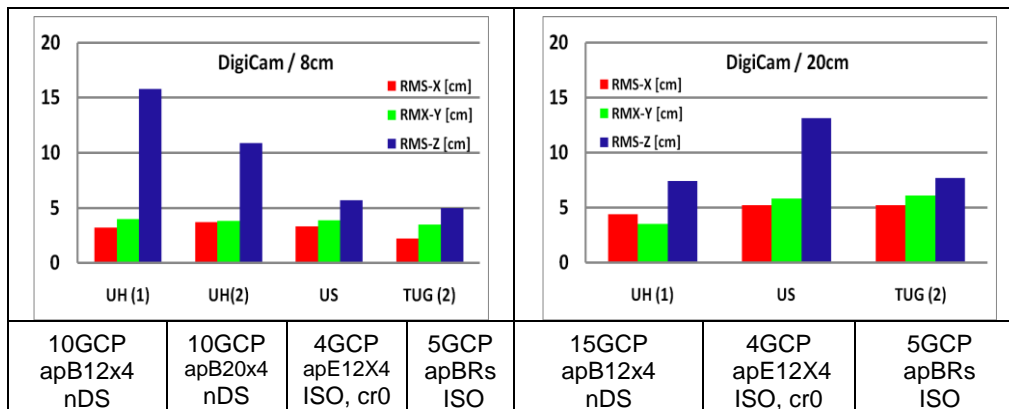 20
15
10
5
0
DigiCam / 8cm
RMS-X [cm]
RMX-Y [cm]
RMS-Z [cm]
UH (1) UH(2) US TUG (2)
20
15
10
5
0
DigiCam / 20cm
RMS-X [cm]
RMX-Y [cm]
RMS-Z [cm]
UH (1) US TUG (2)
10GCP
apB12x4
nDS
10GCP
apB20x4
nDS
4GCP
apE12X4
ISO, cr0
5GCP
apBRs
ISO
15GCP
apB12x4
nDS
4GCP
apE12X4
ISO, cr0
5GCP
apBRs
ISO